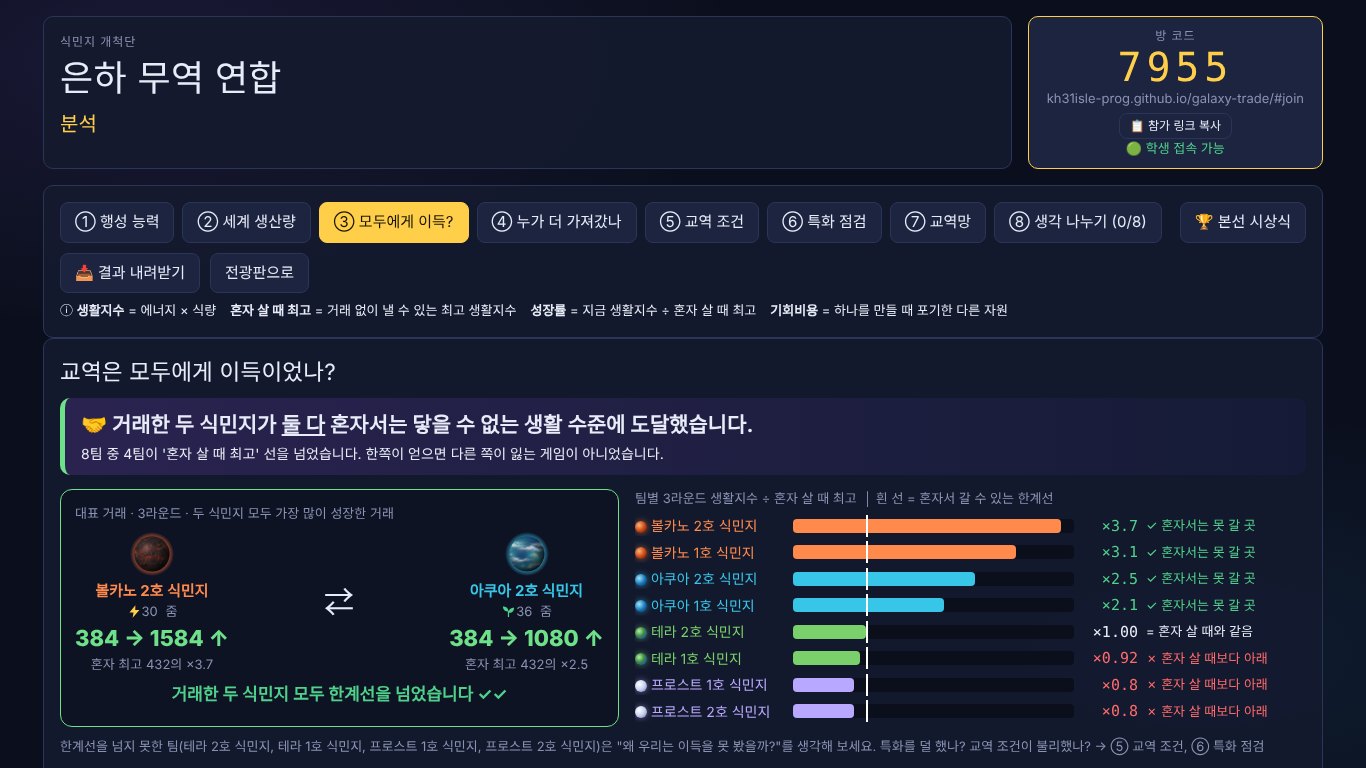 식민지 개척단
은하 무역 연합
분석
방 코드
7955
kh31isle-prog.github.io/galaxy-trade/#join
📋 참가 링크 복사
🟢 학생 접속 가능
① 행성 능력
② 세계 생산량
③ 모두에게 이득?
④ 누가 더 가져갔나
⑤ 교역 조건
⑥ 특화 점검
⑦ 교역망
⑧ 생각 나누기 (0/8)
🏆 본선 시상식
📥 결과 내려받기
전광판으로
ⓘ 생활지수 = 에너지 × 식량 혼자 살 때 최고 = 거래 없이 낼 수 있는 최고 생활지수 성장률 = 지금 생활지수 ÷ 혼자 살 때 최고 기회비용 = 하나를 만들 때 포기한 다른 자원
교역은 모두에게 이득이었나?
🤝 거래한 두 식민지가 둘 다 혼자서는 닿을 수 없는 생활 수준에 도달했습니다.
8팀 중 4팀이 '혼자 살 때 최고' 선을 넘었습니다. 한쪽이 얻으면 다른 쪽이 잃는 게임이 아니었습니다.
대표 거래 · 3라운드 · 두 식민지 모두 가장 많이 성장한 거래
볼카노 2호 식민지
⚡30 줌
384 → 1584 ↑
혼자 최고 432의 ×3.7
⇄
아쿠아 2호 식민지
🌱36 줌
384 → 1080 ↑
혼자 최고 432의 ×2.5
거래한 두 식민지 모두 한계선을 넘었습니다 ✓✓
팀별 3라운드 생활지수 ÷ 혼자 살 때 최고 │ 흰 선 = 혼자서 갈 수 있는 한계선
볼카노 2호 식민지 ×3.7 ✓ 혼자서는 못 갈 곳
볼카노 1호 식민지 ×3.1 ✓ 혼자서는 못 갈 곳
아쿠아 2호 식민지 ×2.5 ✓ 혼자서는 못 갈 곳
아쿠아 1호 식민지 ×2.1 ✓ 혼자서는 못 갈 곳
테라 2호 식민지 ×1.00 = 혼자 살 때와 같음
테라 1호 식민지 ×0.92 × 혼자 살 때보다 아래
프로스트 1호 식민지 ×0.8 × 혼자 살 때보다 아래
프로스트 2호 식민지 ×0.8 × 혼자 살 때보다 아래
한계선을 넘지 못한 팀(테라 2호 식민지, 테라 1호 식민지, 프로스트 1호 식민지, 프로스트 2호 식민지)은 "왜 우리는 이득을 못 봤을까?"를 생각해 보세요. 특화를 덜 했나? 교역 조건이 불리했나? → ⑤ 교역 조건, ⑥ 특화 점검